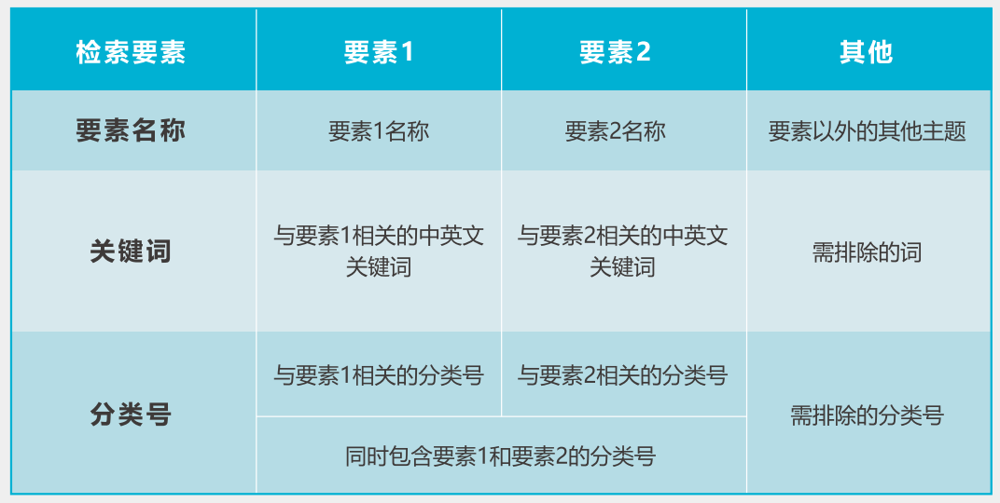 检索要素 要素1 要素2 其他
要素名称 要素1名称 要素2名称 要素以外的其他主题
关键词 与要素1相关的中英文关键词 与要素2相关的中英文关键词 需排除的词
分类号 与要素1相关的分类号 与要素2相关的分类号 需排除的分类号
同时包含要素1和要素2的分类号